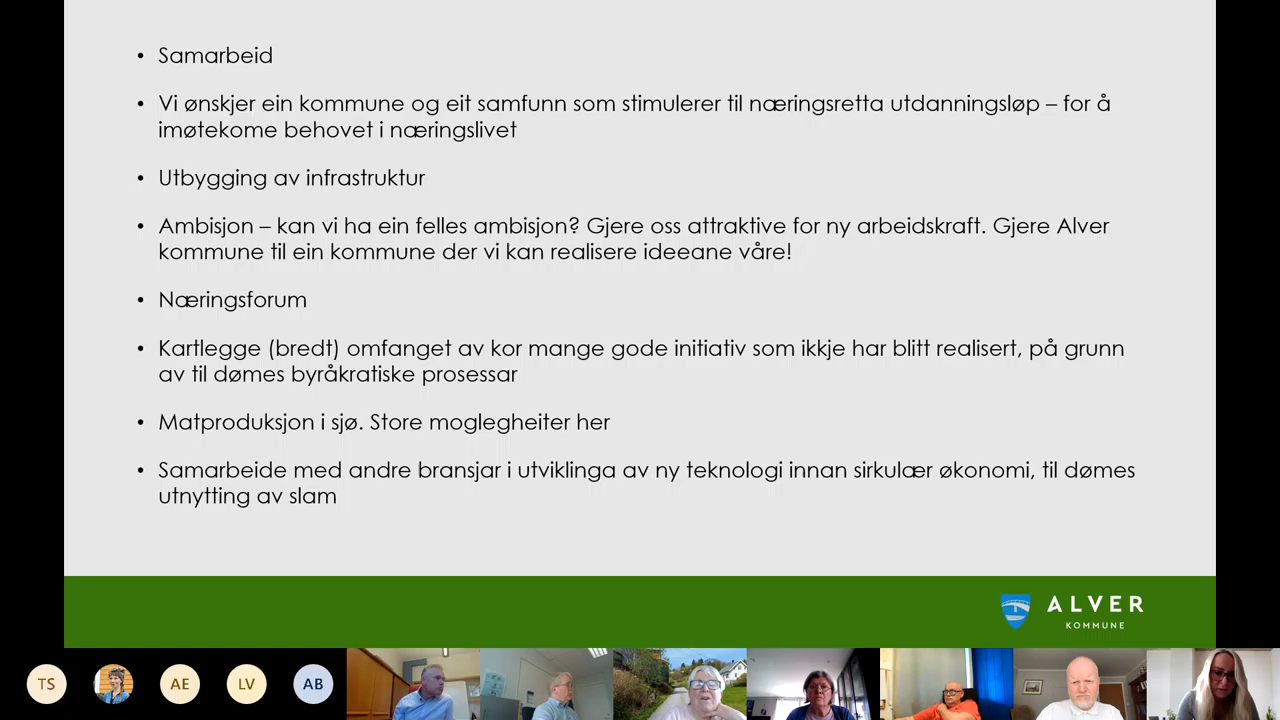 • Samarbeid
• Vi ønskjer ein kommune og eit samfunn som stimulerer til næringsretta utdanningsløp – for å
imøtekome behovet i næringslivet
• Utbygging av infrastruktur
• Ambisjon – kan vi ha ein felles ambisjon? Gjere oss attraktive for ny arbeidskraft. Gjere Alver
kommune til ein kommune der vi kan realisere ideeane våre!
• Næringsforum
• Kartlegge (bredt) omfanget av kor mange gode initiativ som ikkje har blitt realisert, på grunn
av til dømes byråkratiske prosessar
• Matproduksjon i sjø. Store moglegheiter her
• Samarbeide med andre bransjar i utviklinga av ny teknologi innan sirkulær økonomi, til dømes
utnytting av slam
ALVER
KOMMUNE
TS AE LV AB